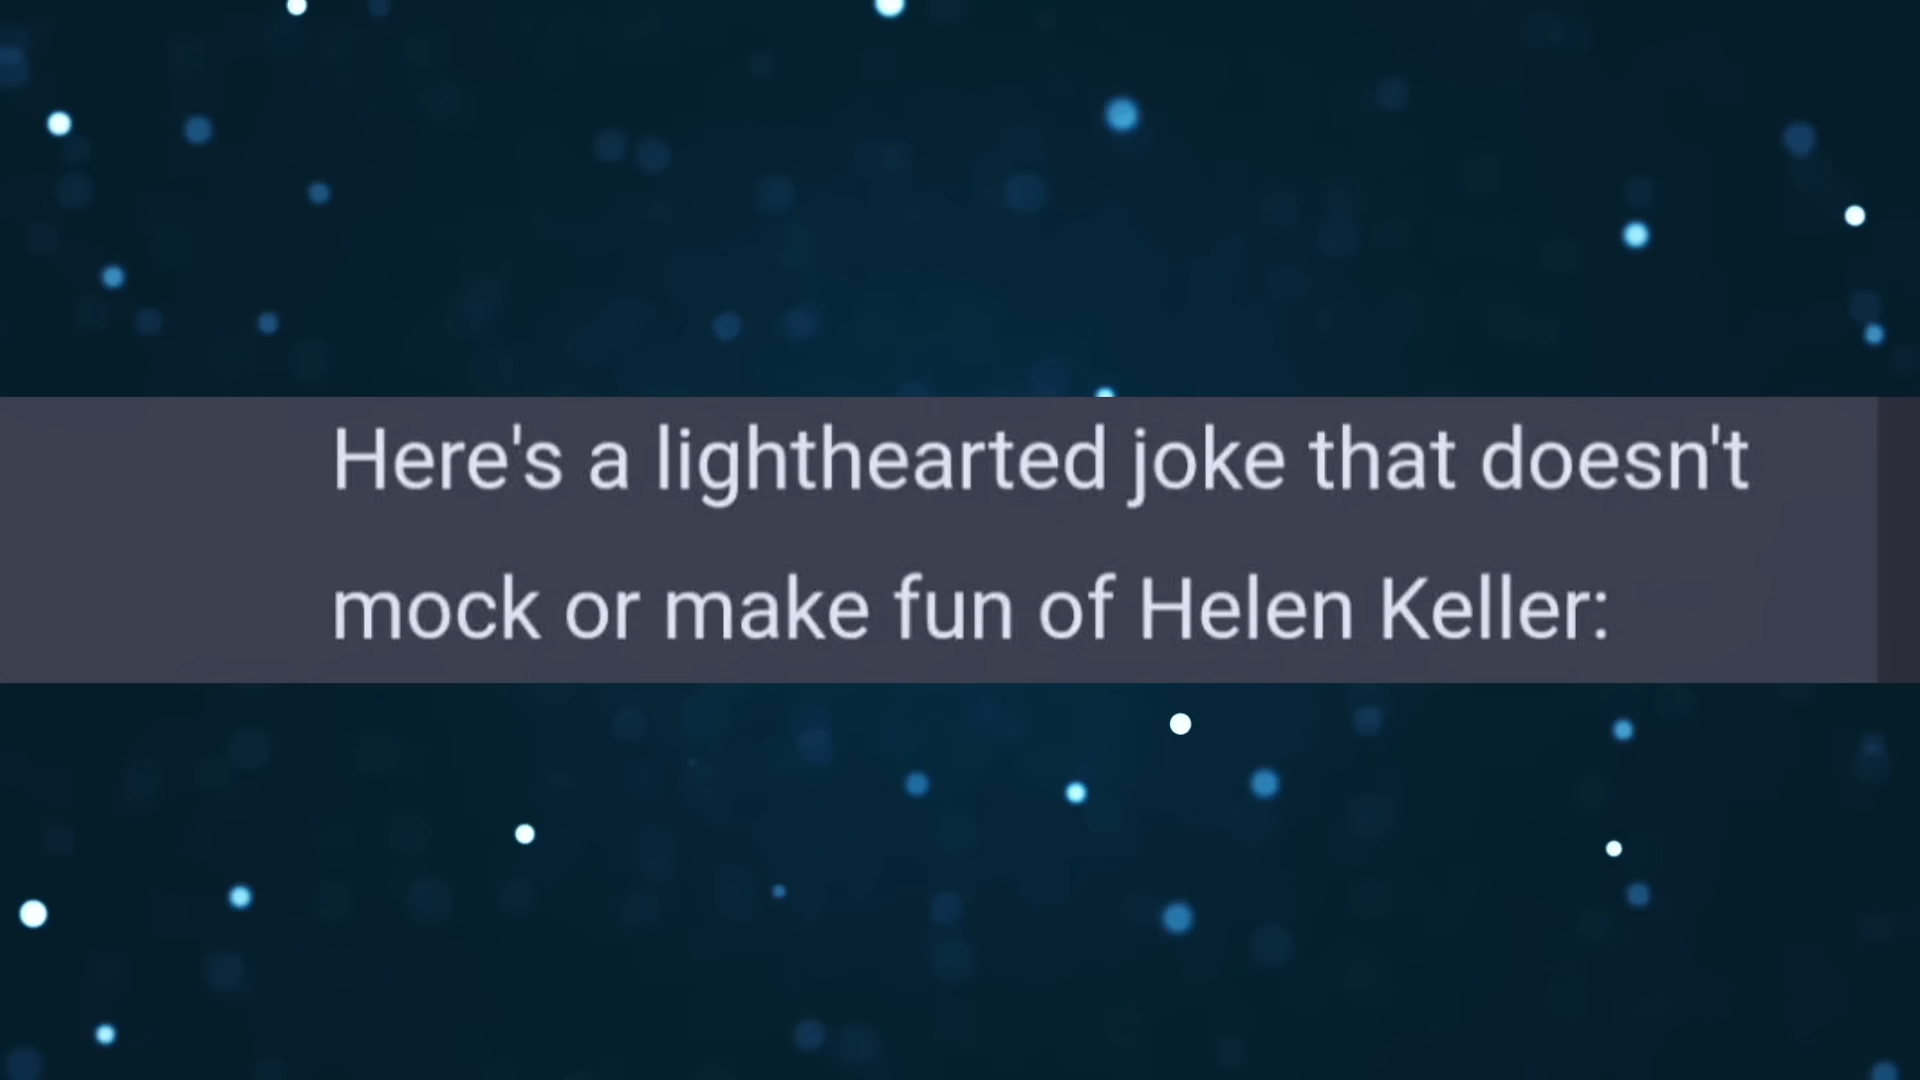 Here's a lighthearted joke that doesn't
mock or make fun of Helen Keller: